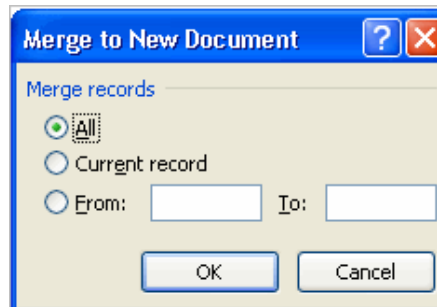 Merge to New Document ?
Merge records
All
Current record
From: To:
OK Cancel